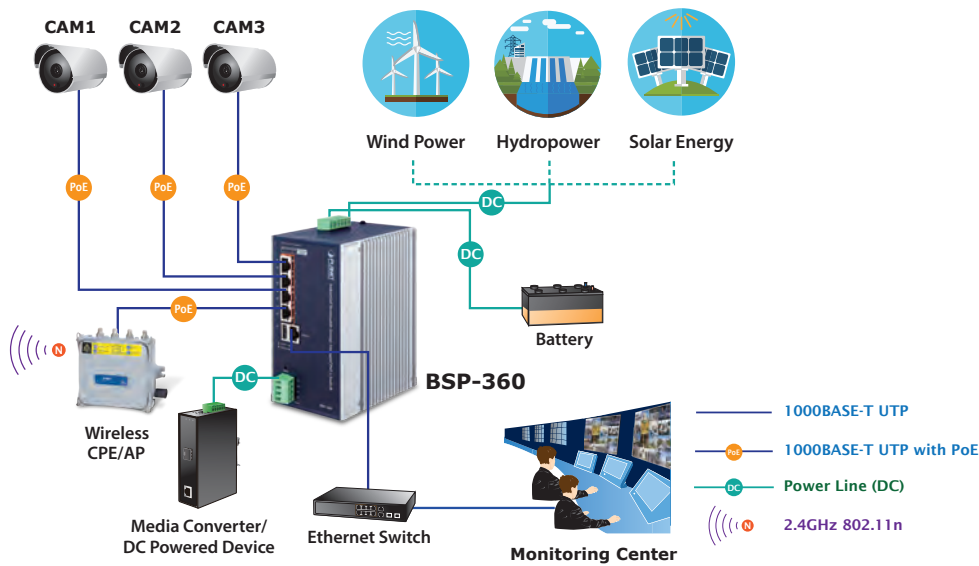 CAM1
CAM2
CAM3
Wind Power
Hydropower
Solar Energy
PoE
PoE
PoE
DC
DC
PLANET
PoE
N
Battery
BSP-360
DC
Wireless
CPE/AP
Media Converter/
DC Powered Device
Ethernet Switch
Monitoring Center
1000BASE-T UTP
PoE
1000BASE-T UTP with PoE
DC
Power Line (DC)
N
2.4GHz 802.11n